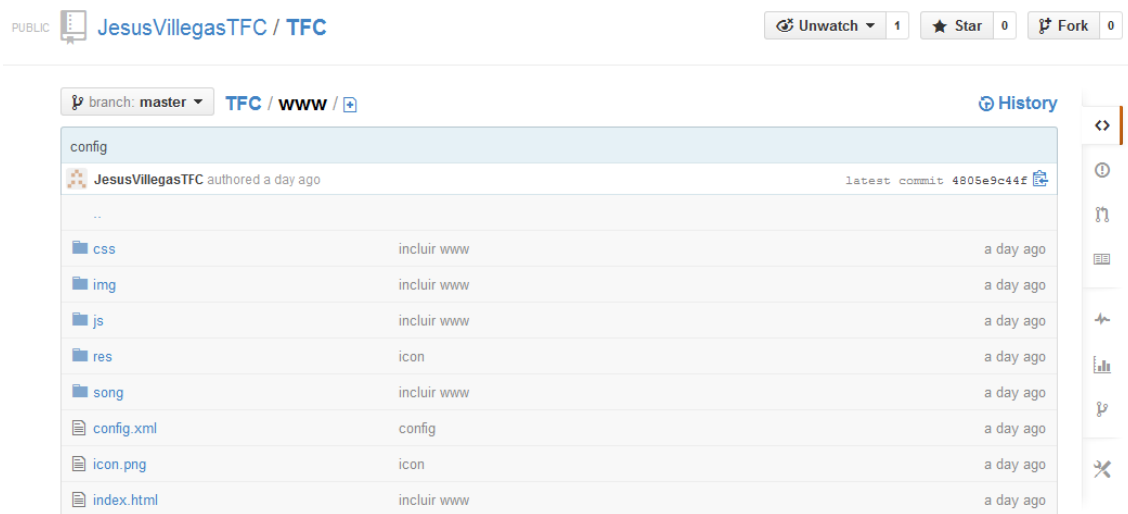 PUBLIC JesusVillegasTFC / TFC Unwatch 1 Star 0 Fork 0
branch: master TFC / www / History
config
JesusVillegasTFC authored a day ago latest commit 4805e9c44f
..
css incluir www a day ago
img incluir www a day ago
js incluir www a day ago
res icon a day ago
song incluir www a day ago
config.xml config a day ago
icon.png icon a day ago
index.html incluir www a day ago